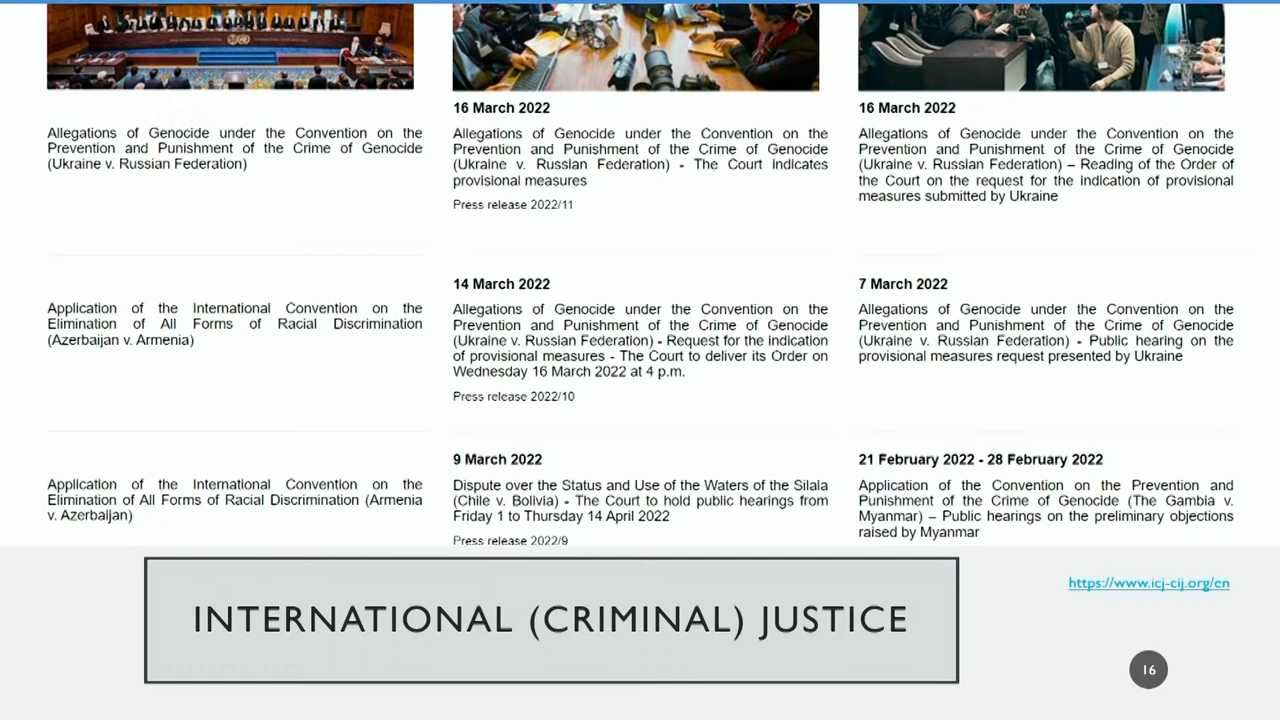 Allegations of Genocide under the Convention on the
Prevention and Punishment of the Crime of Genocide
(Ukraine v. Russian Federation)
Application of the International Convention on the
Elimination of All Forms of Racial Discrimination
(Azerbaijan v. Armenia)
Application of the International Convention on the
Elimination of All Forms of Racial Discrimination (Armenia
v. Azerbaijan)
16 March 2022
Allegations of Genocide under the Convention on the
Prevention and Punishment of the Crime of Genocide
(Ukraine v. Russian Federation) - The Court indicates
provisional measures
Press release 2022/11
14 March 2022
Allegations of Genocide under the Convention on the
Prevention and Punishment of the Crime of Genocide
(Ukraine v. Russian Federation) - Request for the indication
of provisional measures - The Court to deliver its Order on
Wednesday 16 March 2022 at 4 p.m.
Press release 2022/10
9 March 2022
Dispute over the Status and Use of the Waters of the Silala
(Chile v. Bolivia) - The Court to hold public hearings from
Friday 1 to Thursday 14 April 2022
Press release 2022/9
16 March 2022
Allegations of Genocide under the Convention on the
Prevention and Punishment of the Crime of Genocide
(Ukraine v. Russian Federation) – Reading of the Order of
the Court on the request for the indication of provisional
measures submitted by Ukraine
7 March 2022
Allegations of Genocide under the Convention on the
Prevention and Punishment of the Crime of Genocide
(Ukraine v. Russian Federation) - Public hearing on the
provisional measures request presented by Ukraine
21 February 2022 - 28 February 2022
Application of the Convention on the Prevention and
Punishment of the Crime of Genocide (The Gambia v.
Myanmar) – Public hearings on the preliminary objections
raised by Myanmar
https://www.icj-cij.org/en
INTERNATIONAL (CRIMINAL) JUSTICE
16